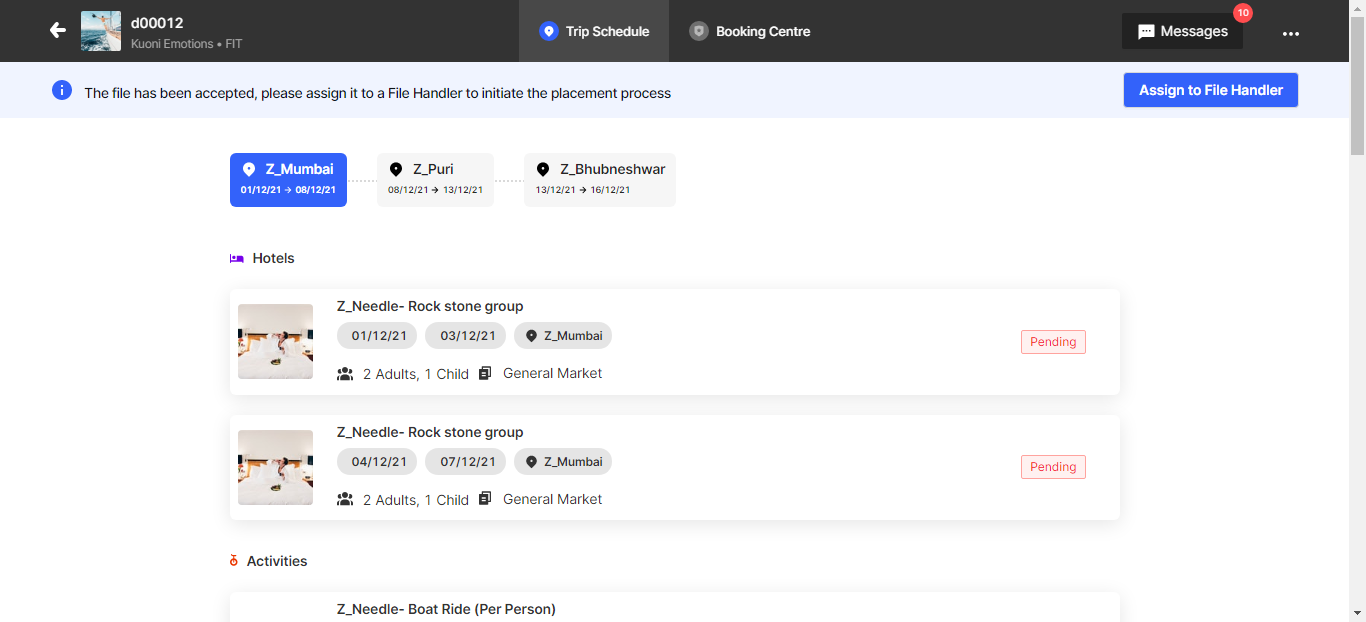 d00012
Kuoni Emotions • FIT
Trip Schedule
Booking Centre
Messages
10
The file has been accepted, please assign it to a File Handler to initiate the placement process
Assign to File Handler
Z_Mumbai
01/12/21 → 08/12/21
Z_Puri
08/12/21 → 13/12/21
Z_Bhubneshwar
13/12/21 → 16/12/21
Hotels
Z_Needle- Rock stone group
01/12/21 03/12/21 Z_Mumbai
2 Adults, 1 Child General Market
Pending
Z_Needle- Rock stone group
04/12/21 07/12/21 Z_Mumbai
2 Adults, 1 Child General Market
Pending
Activities
Z_Needle- Boat Ride (Per Person)